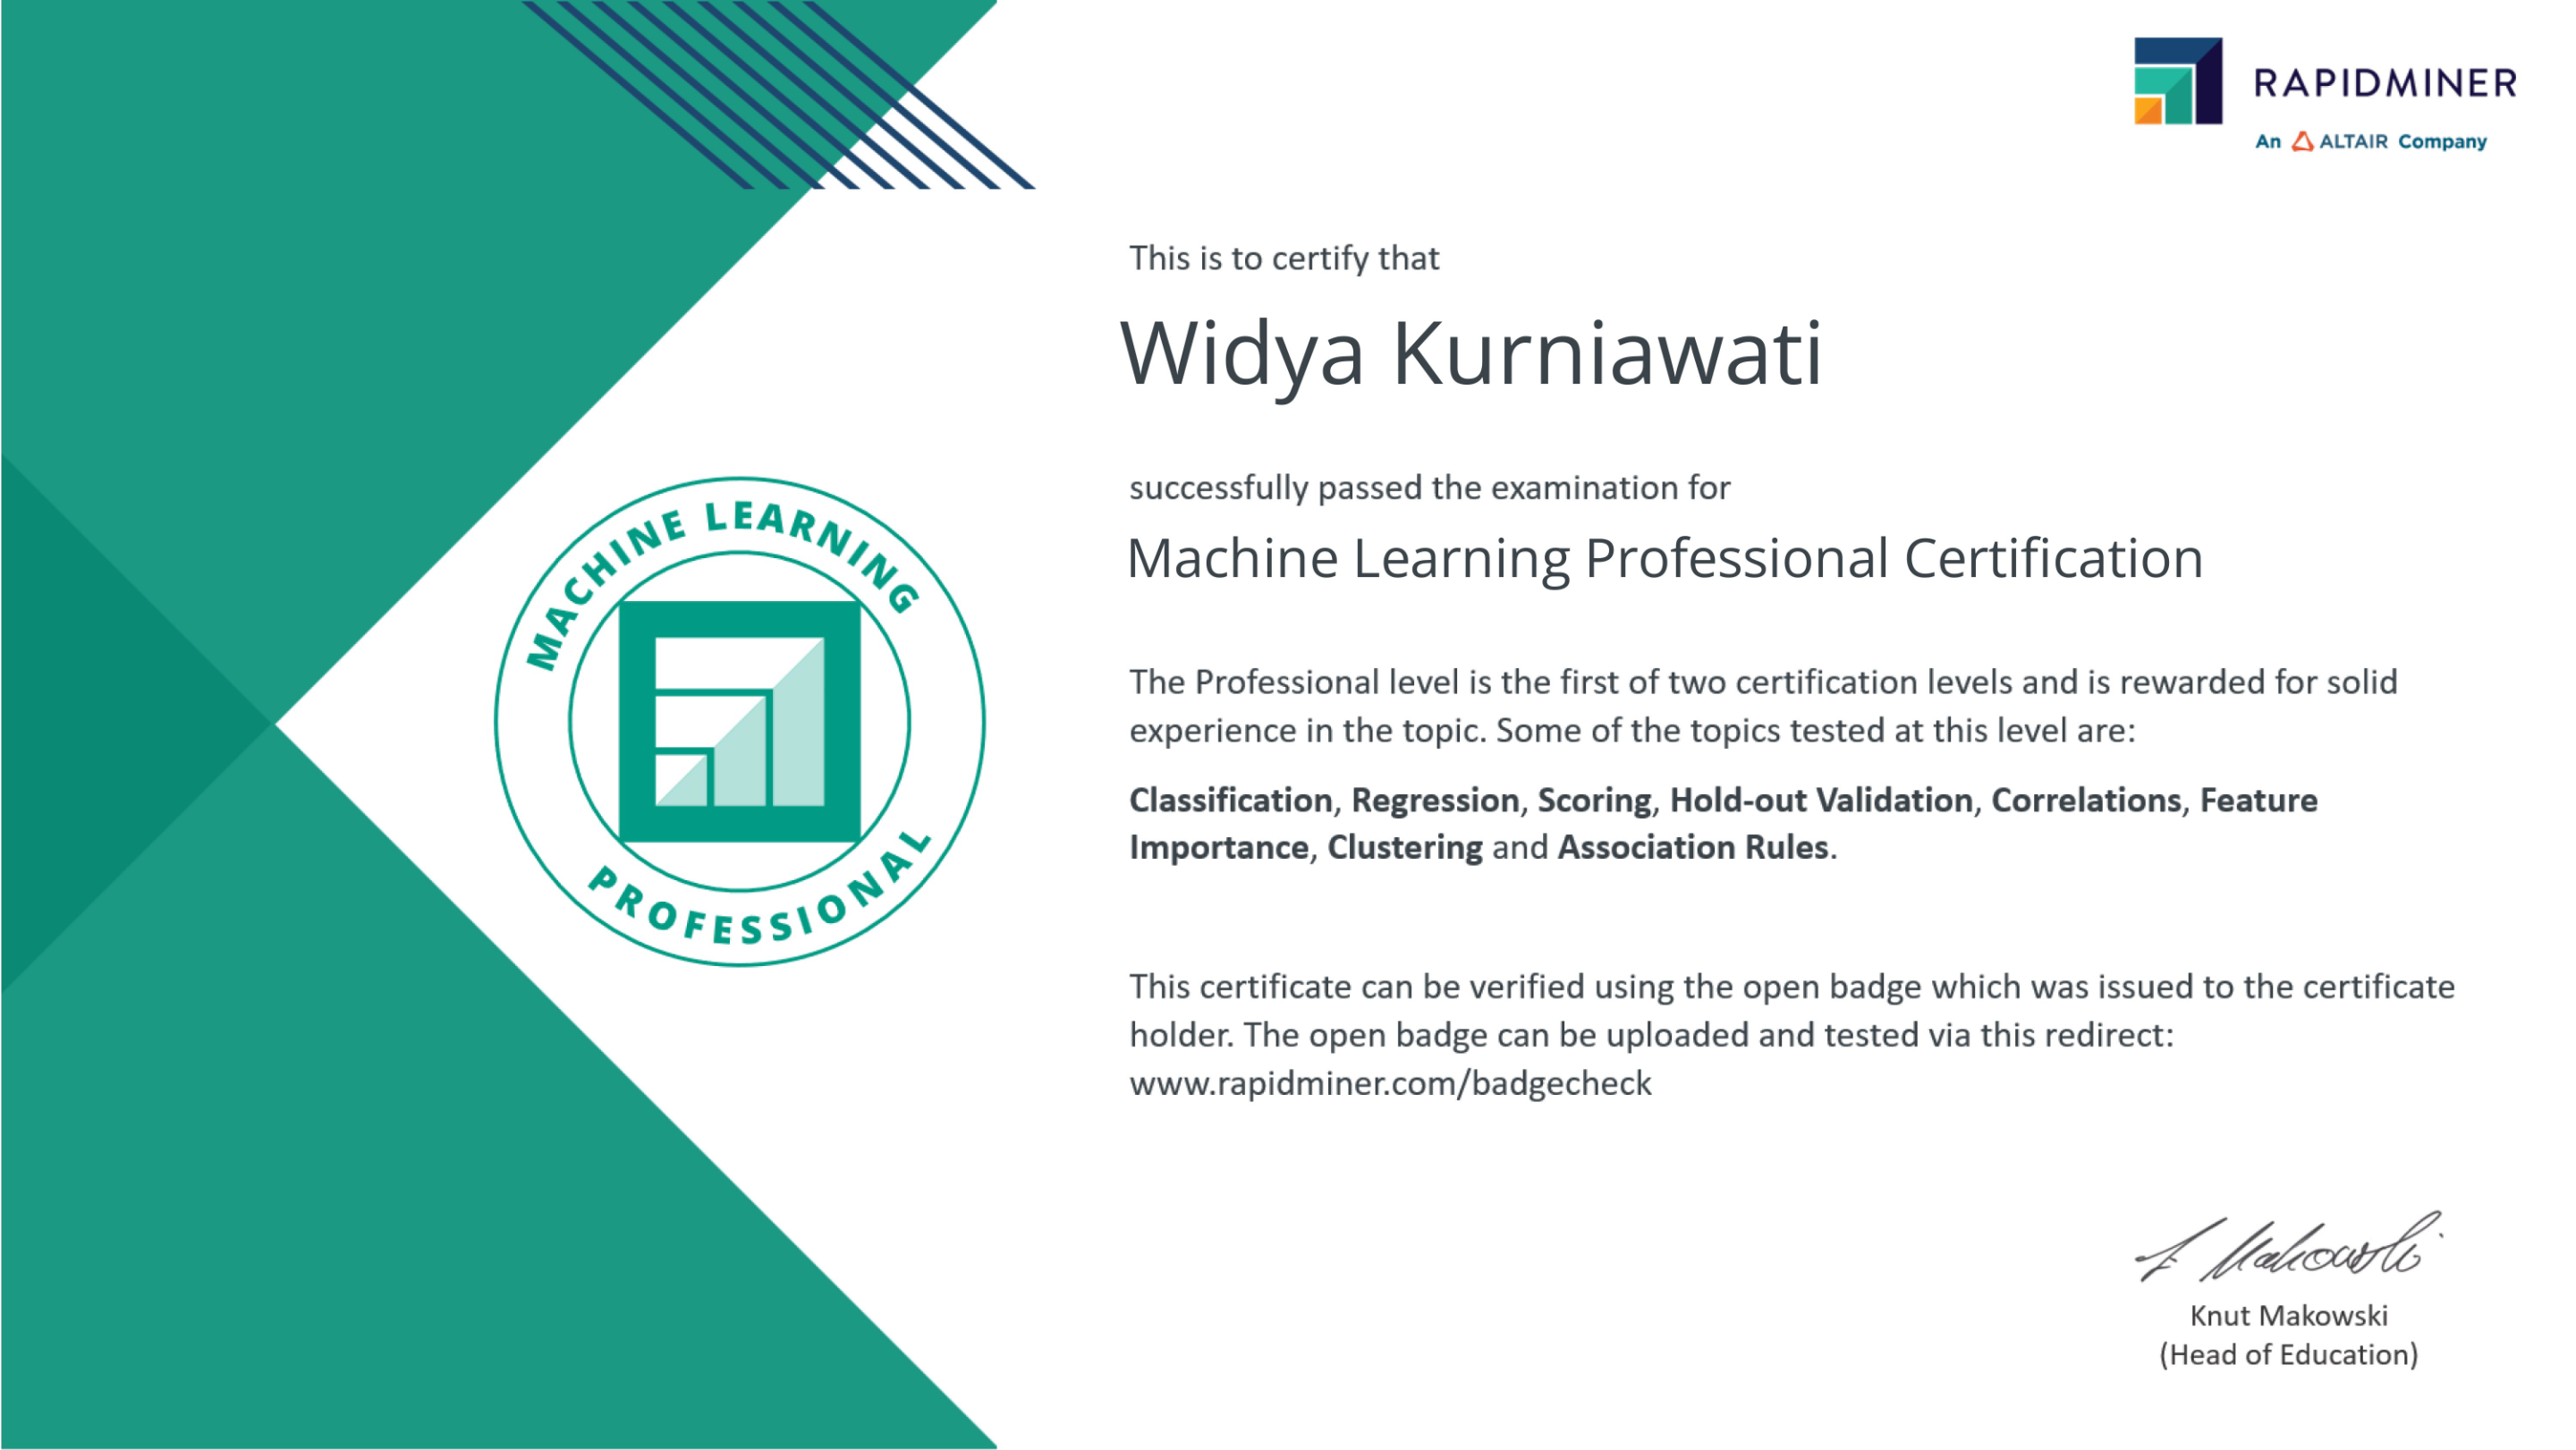 RAPIDMINER
An ALTAIR Company
This is to certify that
Widya Kurniawati
successfully passed the examination for
Machine Learning Professional Certification
MACHINE LEARNING
PROFESSIONAL
The Professional level is the first of two certification levels and is rewarded for solid
experience in the topic. Some of the topics tested at this level are:
Classification, Regression, Scoring, Hold-out Validation, Correlations, Feature
Importance, Clustering and Association Rules.
This certificate can be verified using the open badge which was issued to the certificate
holder. The open badge can be uploaded and tested via this redirect:
www.rapidminer.com/badgecheck
Knut Makowski
(Head of Education)